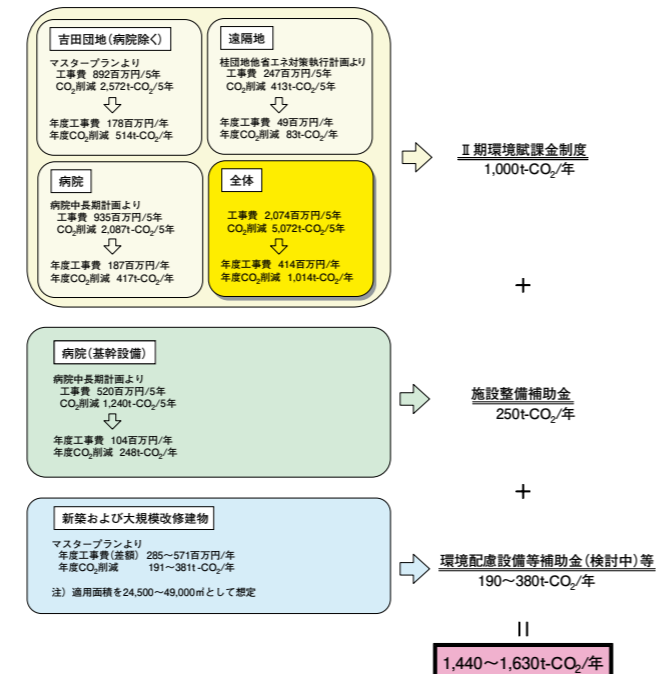 吉田団地（病院除く）
マスタープランより
工事費 892百万円/5年
CO₂削減 2,572t-CO₂/5年
年度工事費 178百万円/年
年度CO₂削減 514t-CO₂/年
遠隔地
桂団地他省エネ対策執行計画より
工事費 247百万円/5年
CO₂削減 413t-CO₂/5年
年度工事費 49百万円/年
年度CO₂削減 83t-CO₂/年
病院
病院中長期計画より
工事費 935百万円/5年
CO₂削減 2,087t-CO₂/5年
年度工事費 187百万円/年
年度CO₂削減 417t-CO₂/年
全体
工事費 2,074百万円/5年
CO₂削減 5,072t-CO₂/5年
年度工事費 414百万円/年
年度CO₂削減 1,014t-CO₂/年
Ⅱ期環境賦課金制度
1,000t-CO₂/年
+
病院（基幹設備）
病院中長期計画より
工事費 520百万円/5年
CO₂削減 1,240t-CO₂/5年
年度工事費 104百万円/年
年度CO₂削減 248t-CO₂/年
施設整備補助金
250t-CO₂/年
+
新築および大規模改修建物
マスタープランより
年度工事費（差額） 285〜571百万円/年
年度CO₂削減 191〜381t-CO₂/年
注）適用面積を24,500〜49,000㎡として想定
環境配慮設備等補助金（検討中）等
190〜380t-CO₂/年
=
1,440〜1,630t-CO₂/年